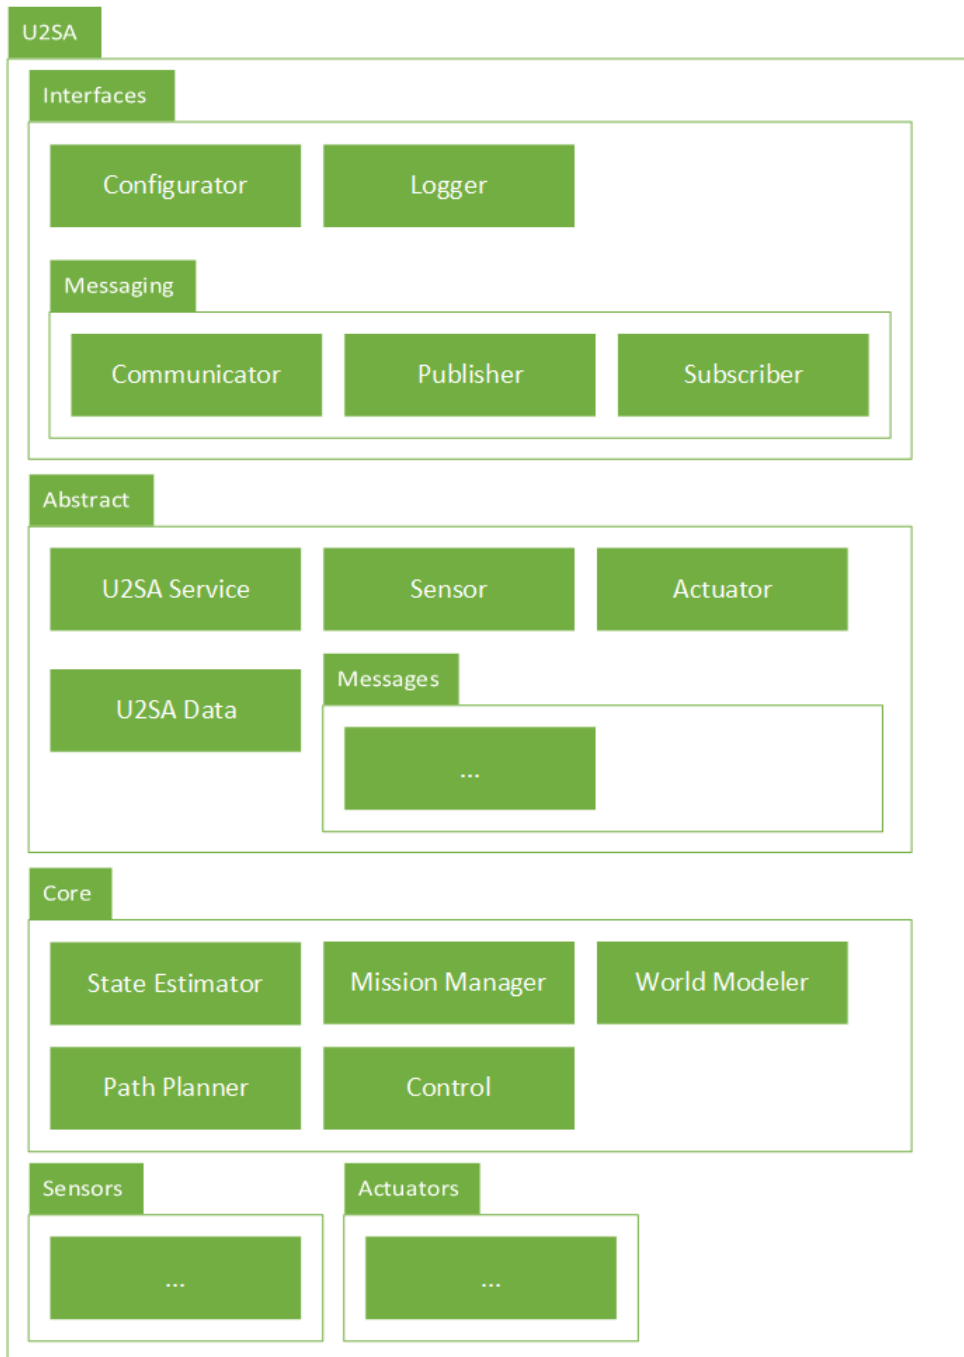 U2SA
Interfaces
Configurator
Logger
Messaging
Communicator
Publisher
Subscriber
Abstract
U2SA Service
Sensor
Actuator
U2SA Data
Messages
...
Core
State Estimator
Mission Manager
World Modeler
Path Planner
Control
Sensors
Actuators
...
...